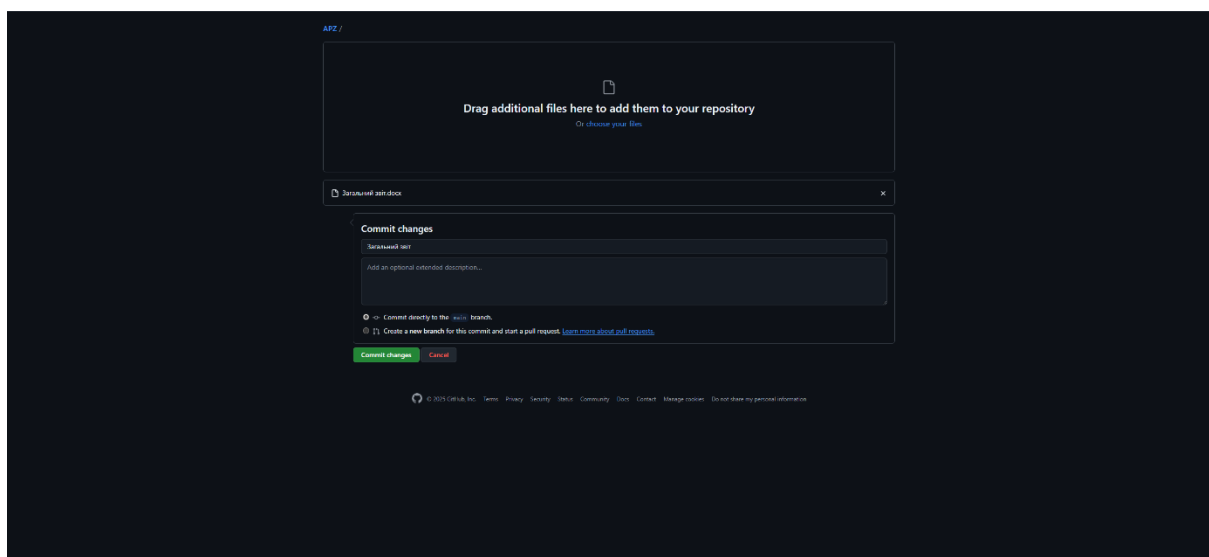 APZ /
Drag additional files here to add them to your repository
Or choose your files
Загальний звіт.docx
Commit changes
Загальний звіт
Add an optional extended description...
Commit directly to the main branch.
Create a new branch for this commit and start a pull request. Learn more about pull requests.
Commit changes Cancel
© 2025 GitHub, Inc. Terms Privacy Security Status Community Docs Contact Manage cookies Do not share my personal information